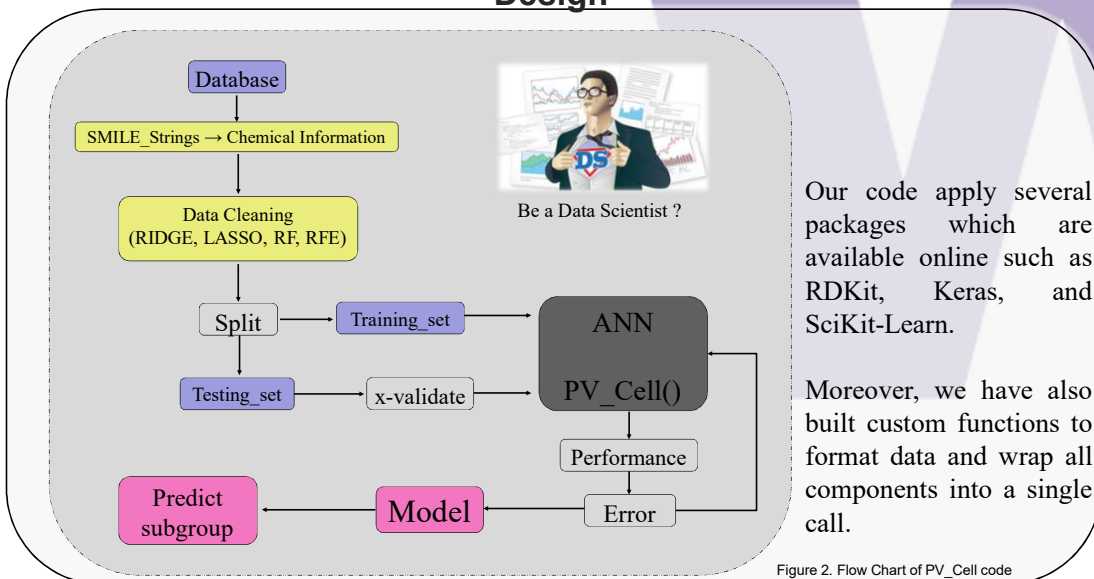 Design
Database
SMILE_Strings → Chemical Information
Data Cleaning
(RIDGE, LASSO, RF, RFE)
Split
Training_set
Testing_set
x-validate
ANN
PV_Cell()
Performance
Error
Model
Predict
subgroup
DS
Be a Data Scientist ?
Our code apply several
packages which are
available online such as
RDKit, Keras, and
SciKit-Learn.
Moreover, we have also
built custom functions to
format data and wrap all
components into a single
call.
Figure 2. Flow Chart of PV_Cell code